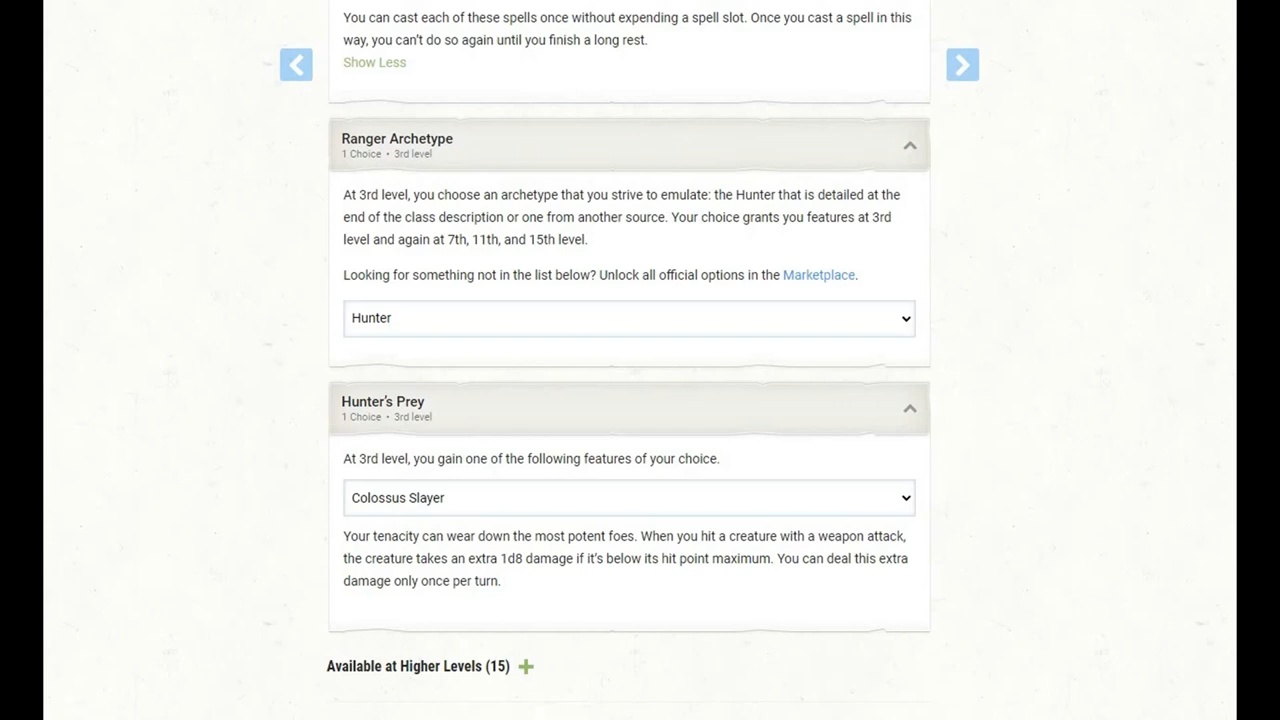 You can cast each of these spells once without expending a spell slot. Once you cast a spell in this
way, you can't do so again until you finish a long rest.
Show Less
Ranger Archetype
1 Choice • 3rd level
At 3rd level, you choose an archetype that you strive to emulate: the Hunter that is detailed at the
end of the class description or one from another source. Your choice grants you features at 3rd
level and again at 7th, 11th, and 15th level.
Looking for something not in the list below? Unlock all official options in the Marketplace.
Hunter
Hunter's Prey
1 Choice • 3rd level
At 3rd level, you gain one of the following features of your choice.
Colossus Slayer
Your tenacity can wear down the most potent foes. When you hit a creature with a weapon attack,
the creature takes an extra 1d8 damage if it's below its hit point maximum. You can deal this extra
damage only once per turn.
Available at Higher Levels (15)